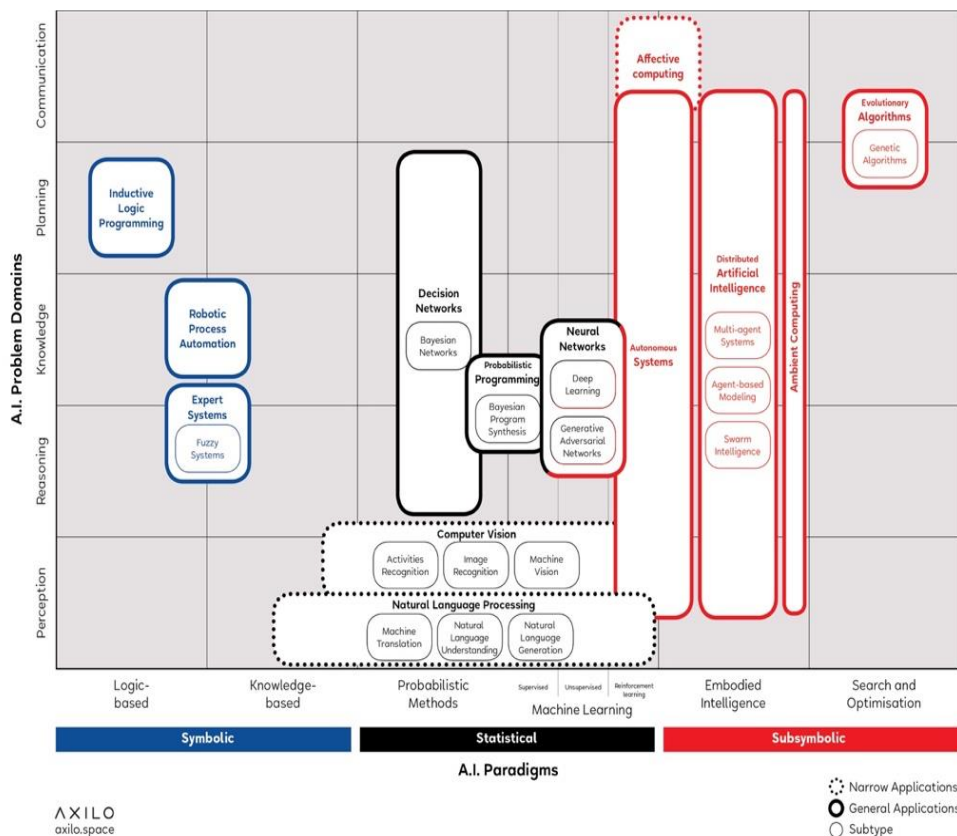 A.I. Problem Domains
Communication
Planning
Knowledge
Reasoning
Perception
Affective
computing
Evolutionary
Algorithms
Genetic
Algorithms
Inductive
Logic
Programming
Robotic
Process
Automation
Expert
Systems
Fuzzy
Systems
Decision
Networks
Bayesian
Networks
Probabilistic
Programming
Bayesian
Program
Synthesis
Neural
Networks
Deep
Learning
Generative
Adversarial
Networks
Autonomous
Systems
Distributed
Artificial
Intelligence
Multi-agent
Systems
Agent-based
Modeling
Swarm
Intelligence
Ambient Computing
Computer Vision
Activities
Recognition
Image
Recognition
Machine
Vision
Natural Language Processing
Machine
Translation
Natural
Language
Understanding
Natural
Language
Generation
Logic-
based
Knowledge-
based
Probabilistic
Methods
Supervised
Unsupervised
Reinforcement
learning
Machine Learning
Embodied
Intelligence
Search and
Optimisation
Symbolic
Statistical
Subsymbolic
A.I. Paradigms
Narrow Applications
General Applications
Subtype
AXILO
axilo.space